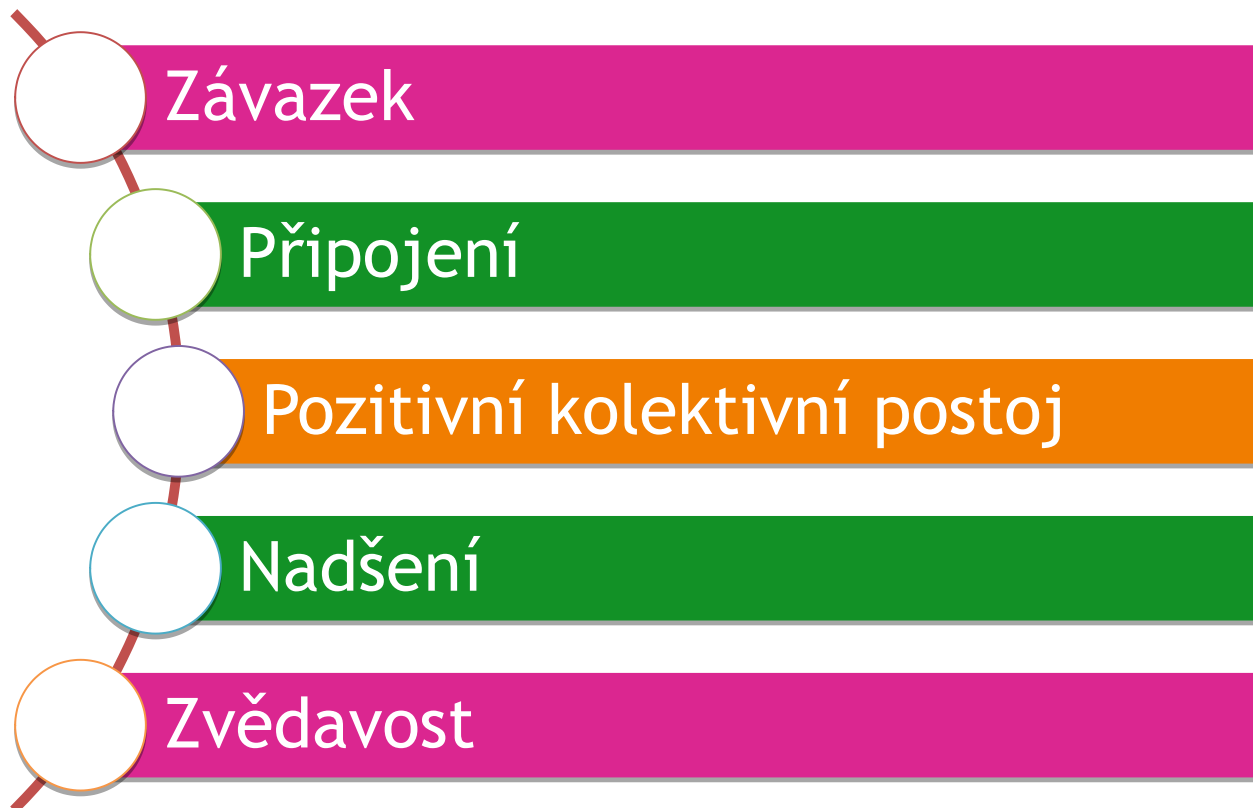 Závazek
Připojení
Pozitivní kolektivní postoj
Nadšení
Zvědavost